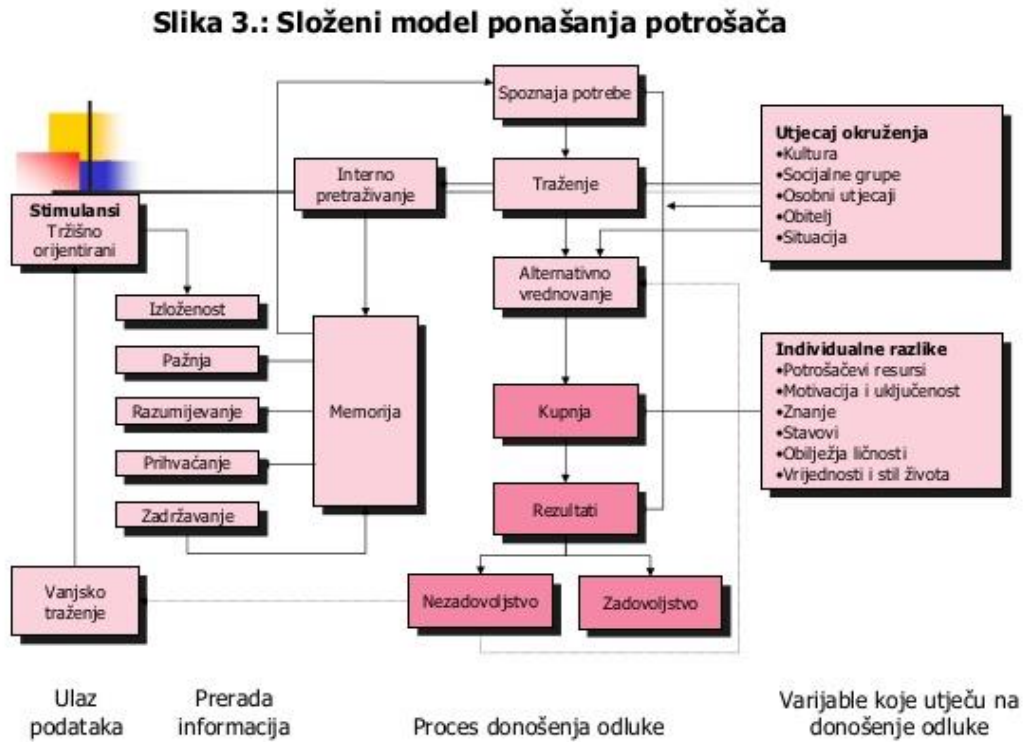 Slika 3.: Složeni model ponašanja potrošača
Spoznaja potrebe
Utjecaj okruženja
•Kultura
•Socijalne grupe
•Osobni utjecaji
•Obitelj
•Situacija
Interno
pretraživanje
Traženje
Stimulansi
Tržišno
orijentirani
Alternativno
vrednovanje
Izloženost
Pažnja
Razumijevanje
Prihvaćanje
Zadržavanje
Memorija
Kupnja
Individualne razlike
•Potrošačevi resursi
•Motivacija i uključenost
•Znanje
•Stavovi
•Obilježja ličnosti
•Vrijednosti i stil života
Rezultati
Vanjsko
traženje
Nezadovoljstvo
Zadovoljstvo
Ulaz
podataka
Prerada
informacija
Proces donošenja odluke
Varijable koje utječu na
donošenje odluke